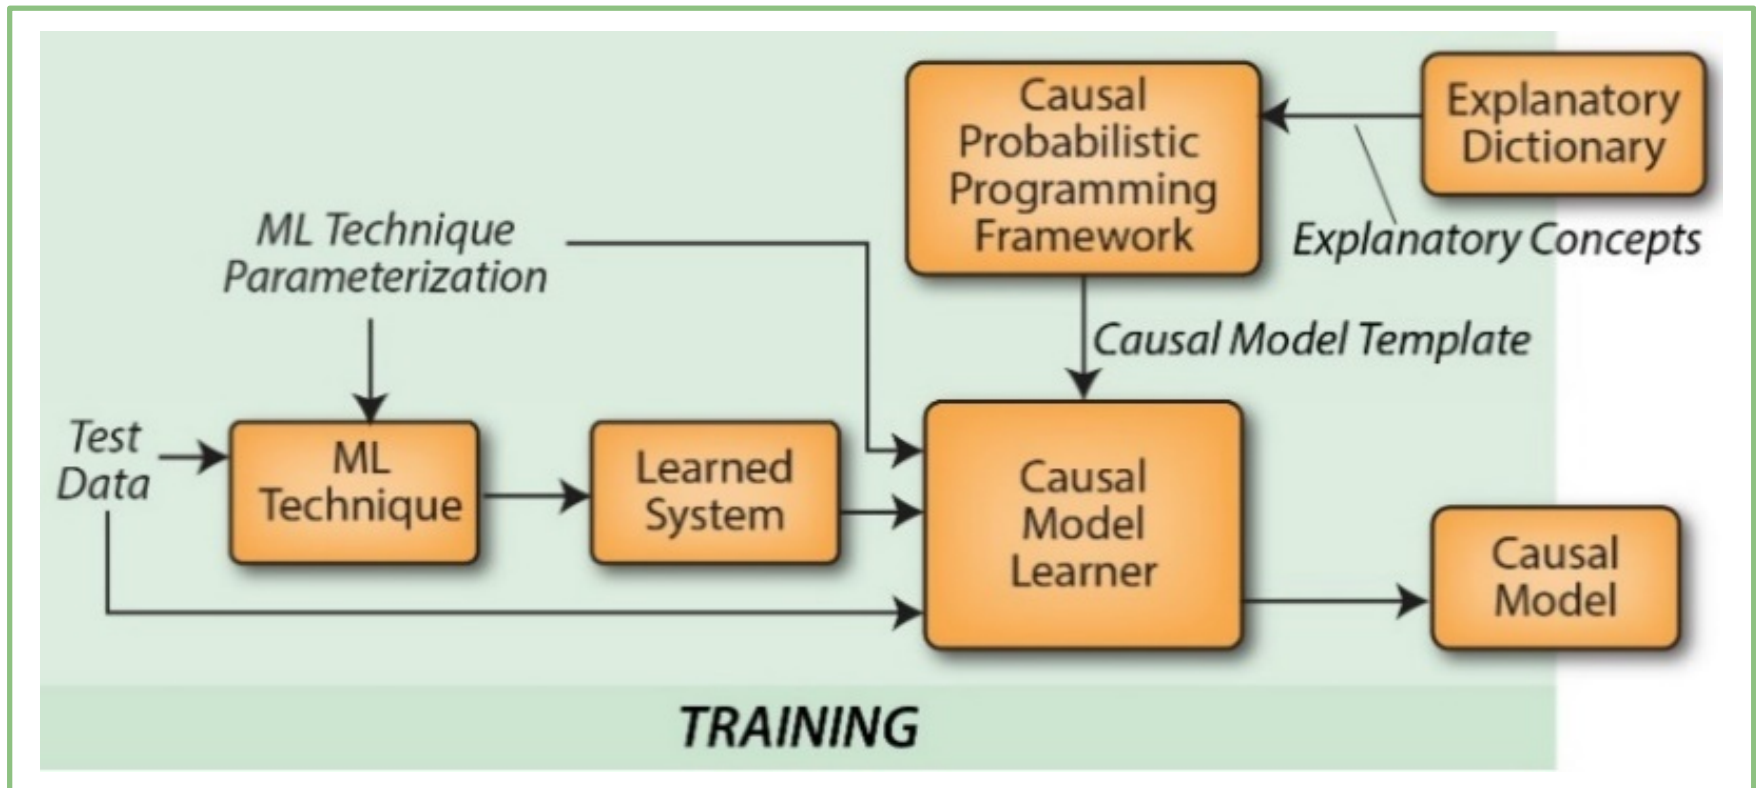 Causal
Probabilistic
Programming
Framework
Explanatory
Dictionary
Explanatory Concepts
ML Technique
Parameterization
Causal Model Template
Test
Data
ML
Technique
Learned
System
Causal
Model
Learner
Causal
Model
TRAINING